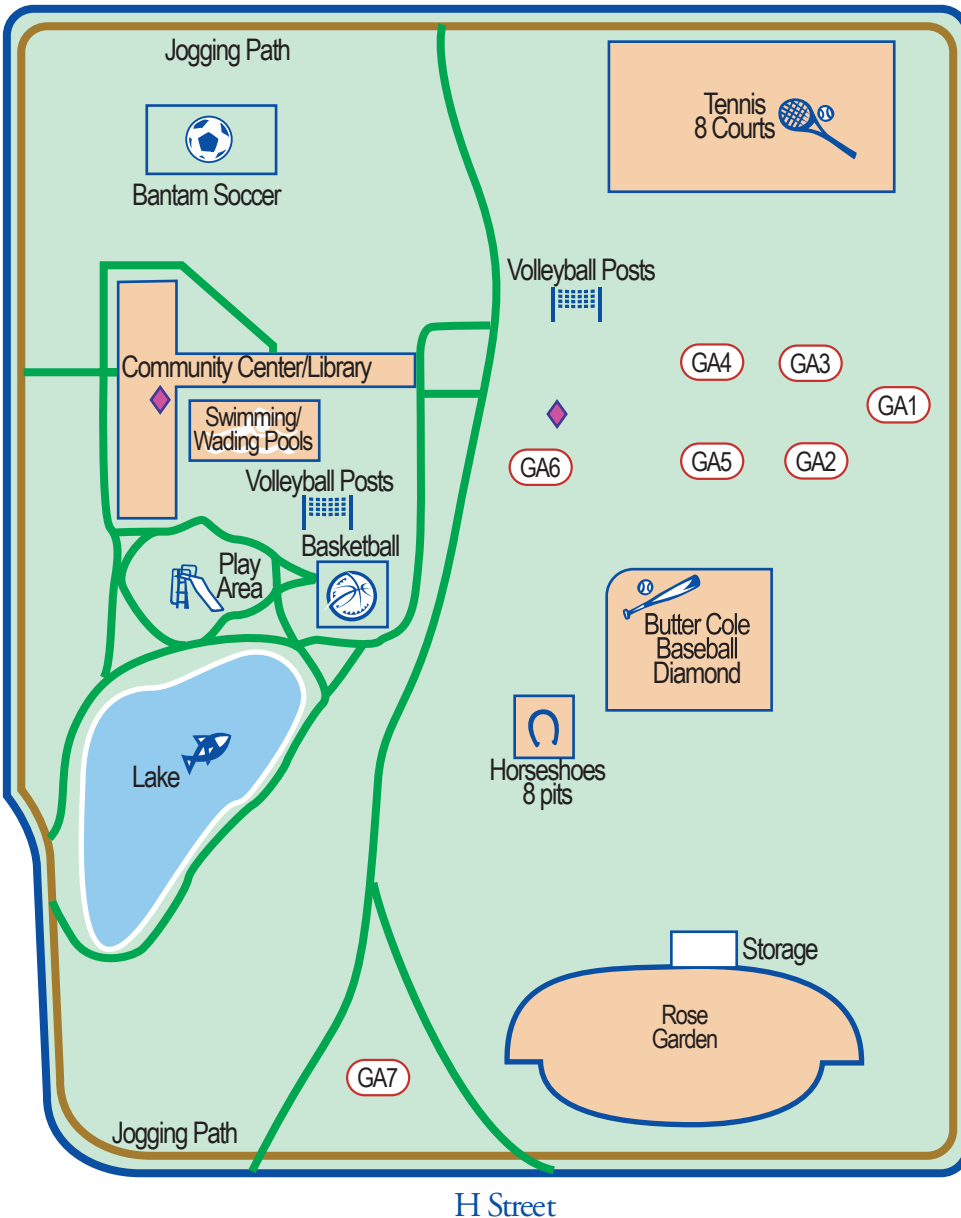 Jogging Path
Tennis
8 Courts
Bantam Soccer
Volleyball Posts
Community Center/Library
GA4
GA3
GA1
Swimming/
Wading Pools
GA6
GA5
GA2
Volleyball Posts
Basketball
Play
Area
Butter Cole
Baseball
Diamond
Lake
Horseshoes
8 pits
Storage
Rose
Garden
GA7
Jogging Path
H Street